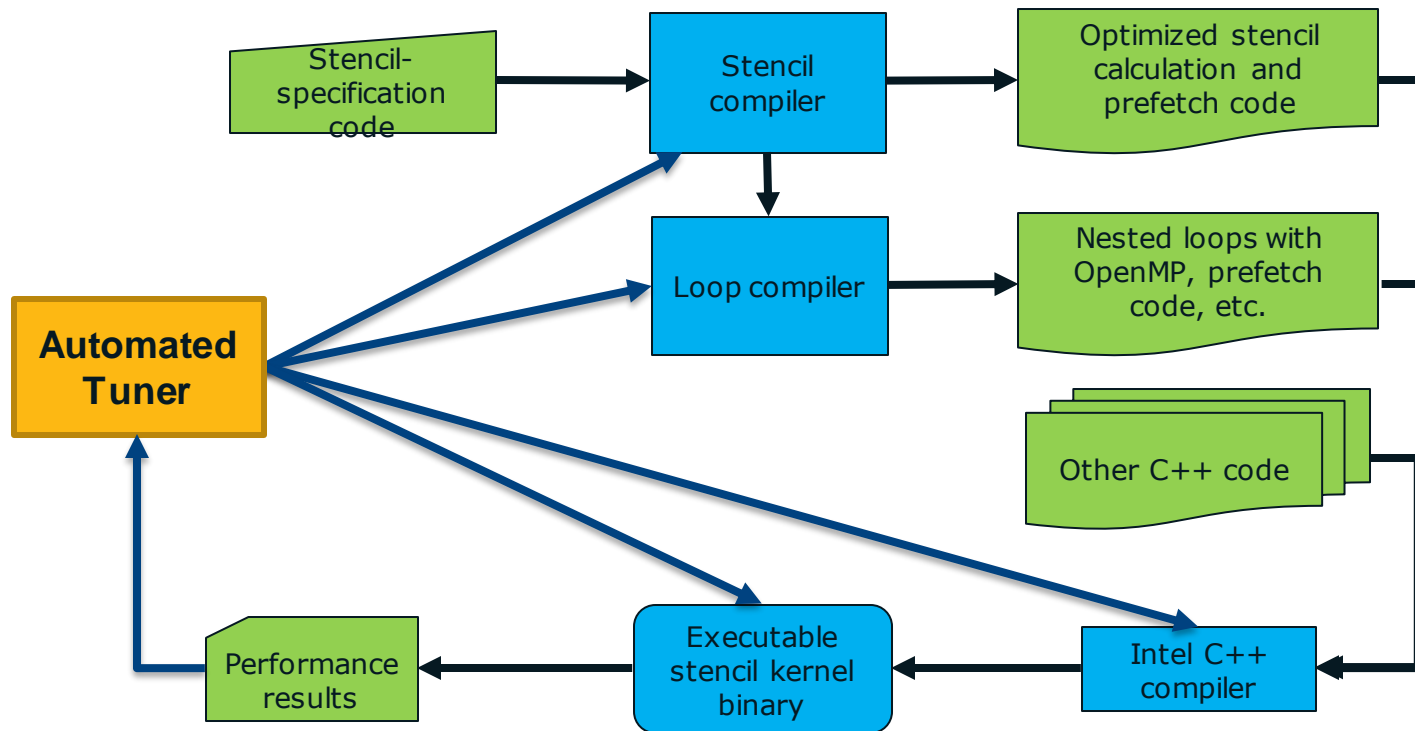 Stencil-
specification
code
Stencil
compiler
Optimized stencil
calculation and
prefetch code
Loop compiler
Nested loops with
OpenMP, prefetch
code, etc.
Automated
Tuner
Other C++ code
Performance
results
Executable
stencil kernel
binary
Intel C++
compiler